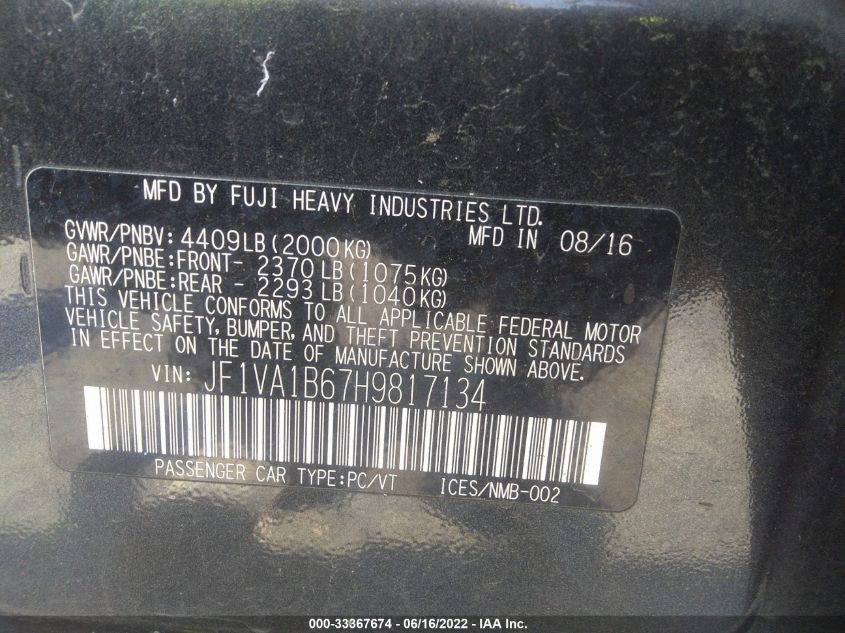 MFD BY FUJI HEAVY INDUSTRIES LTD.
GVWR/PNBV: 4409LB(2000KG) MFD IN 08/16
GAWR/PNBE:FRONT- 2370LB(1075KG)
GAWR/PNBE:REAR - 2293LB(1040KG)
THIS VEHICLE CONFORMS TO ALL APPLICABLE FEDERAL MOTOR
VEHICLE SAFETY, BUMPER, AND THEFT PREVENTION STANDARDS
IN EFFECT ON THE DATE OF MANUFACTURE SHOWN ABOVE.
VIN: JF1VA1B67H9817134
PASSENGER CAR TYPE:PC/VT ICES/NMB-002
000-33367674 - 06/16/2022 - IAA Inc.